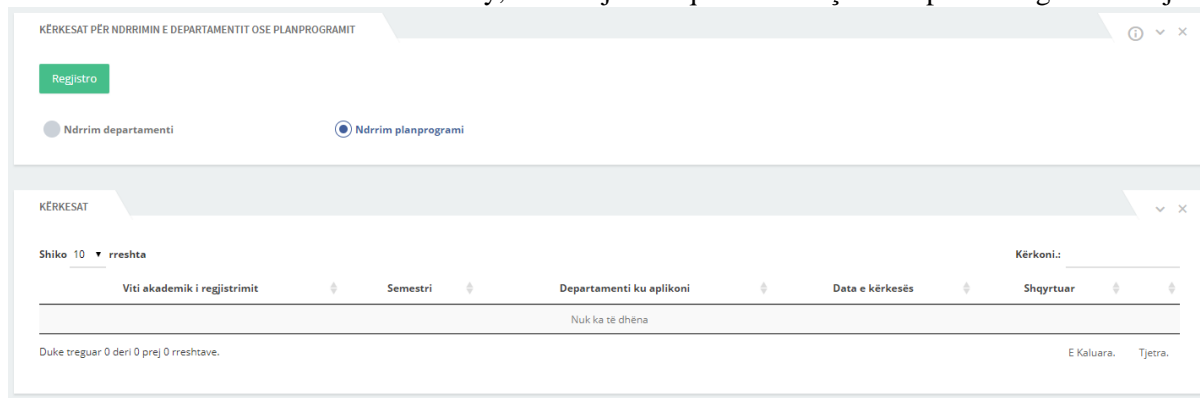 KËRKESAT PËR NDRRIMIN E DEPARTAMENTIT OSE PLANPROGRAMIT
Regjistro
Ndrrim departamenti Ndrrim planprogrami
KËRKESAT
Shiko 10 rreshta Kërkoni.:
Viti akademik i regjistrimit Semestri Departamenti ku aplikoni Data e kërkesës Shqyrtuar
Nuk ka të dhëna
Duke treguar 0 deri 0 prej 0 rreshtave. E Kaluara. Tjetra.